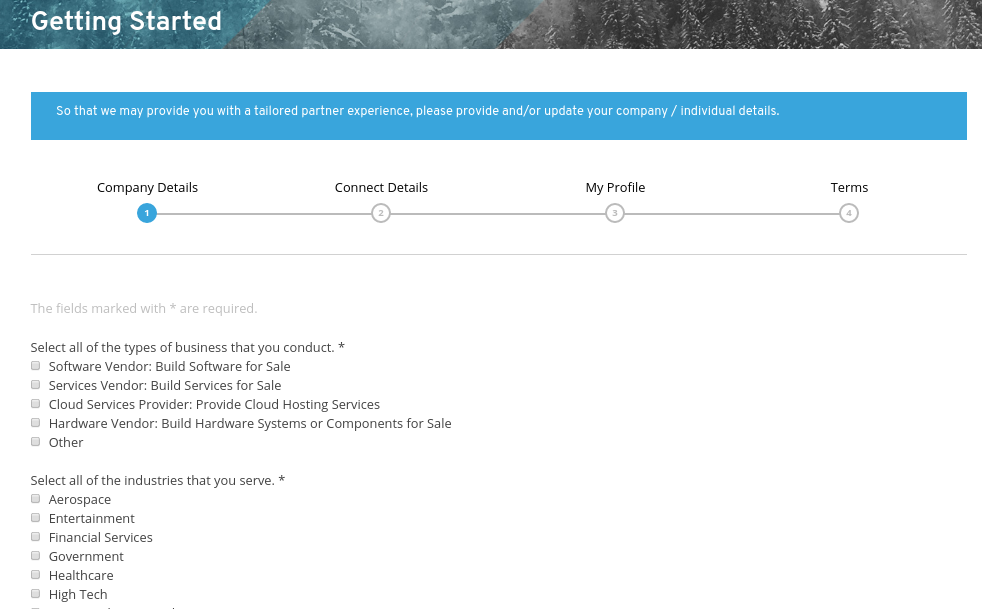 Getting Started
So that we may provide you with a tailored partner experience, please provide and/or update your company / individual details.
Company Details
Connect Details
My Profile
Terms
1
2
3
4
The fields marked with * are required.
Select all of the types of business that you conduct. *
Software Vendor: Build Software for Sale
Services Vendor: Build Services for Sale
Cloud Services Provider: Provide Cloud Hosting Services
Hardware Vendor: Build Hardware Systems or Components for Sale
Other
Select all of the industries that you serve. *
Aerospace
Entertainment
Financial Services
Government
Healthcare
High Tech